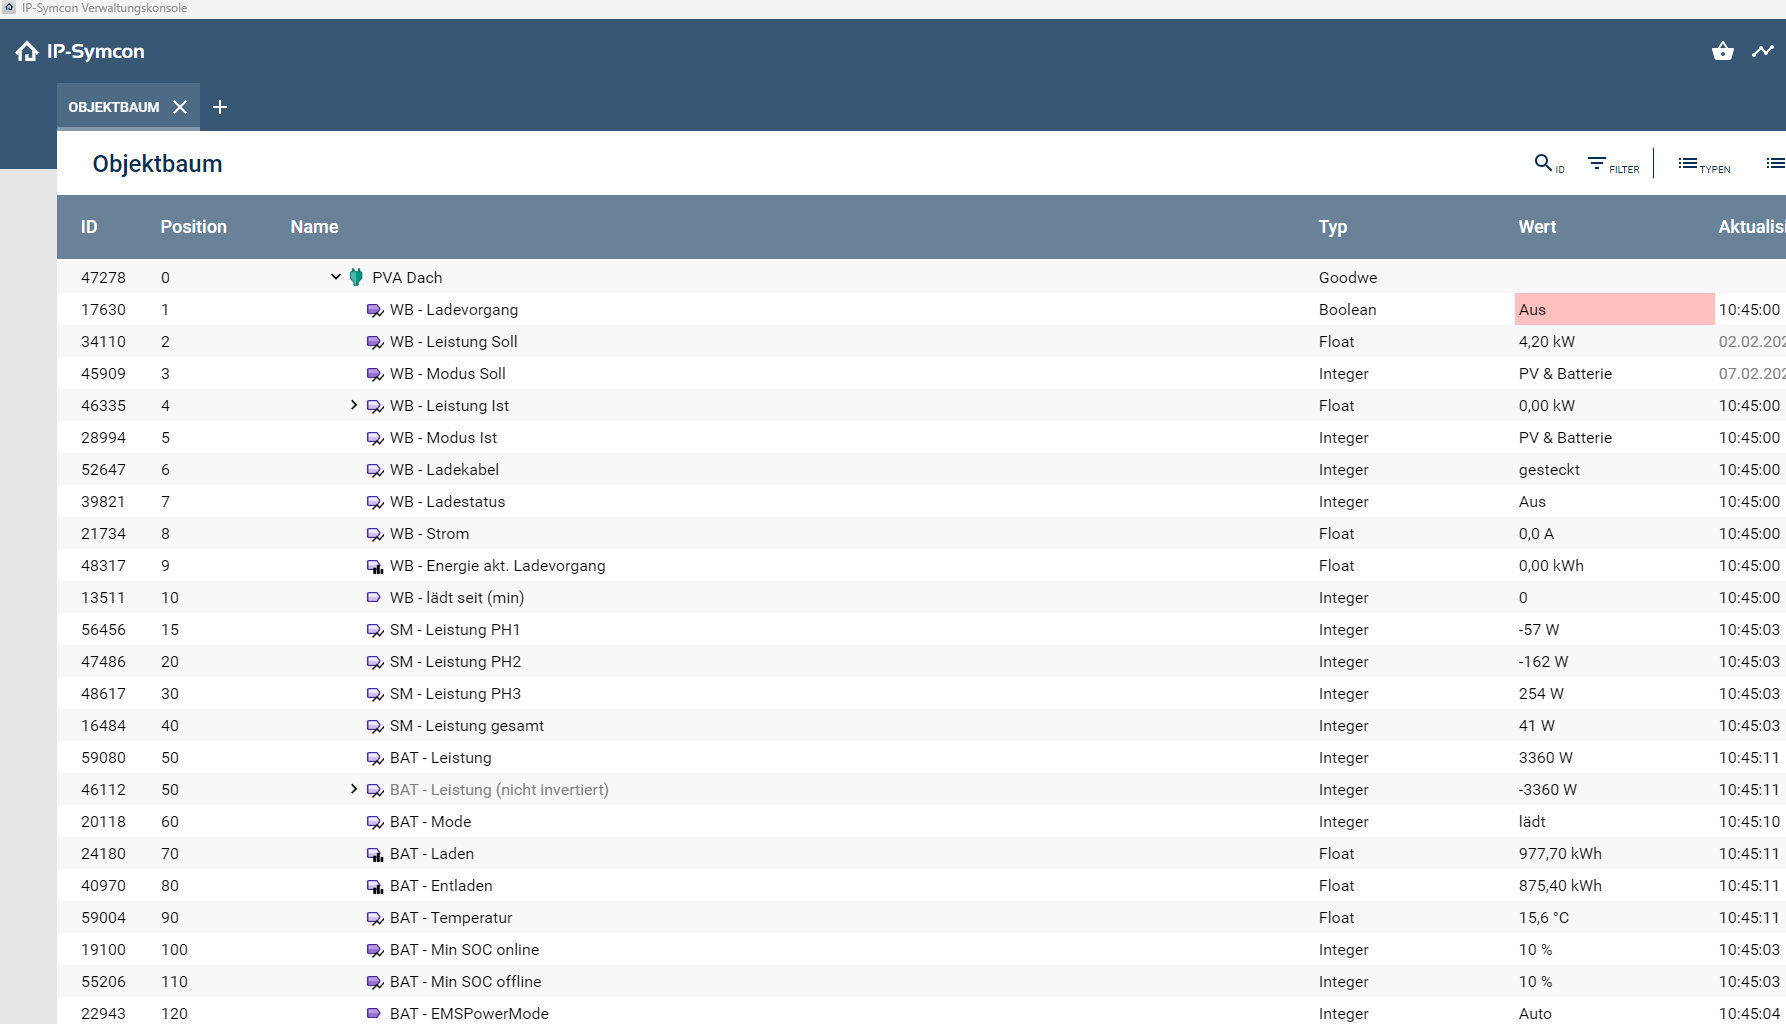 IP-Symcon Verwaltungskonsole
IP-Symcon
OBJEKTBAUM
Objektbaum
ID FILTER TYPEN
ID Position Name Typ Wert Aktualisi
47278 0 PVA Dach Goodwe
17630 1 WB - Ladevorgang Boolean Aus 10:45:00
34110 2 WB - Leistung Soll Float 4,20 kW 02.02.202
45909 3 WB - Modus Soll Integer PV & Batterie 07.02.202
46335 4 WB - Leistung Ist Float 0,00 kW 10:45:00
28994 5 WB - Modus Ist Integer PV & Batterie 10:45:00
52647 6 WB - Ladekabel Integer gesteckt 10:45:00
39821 7 WB - Ladestatus Integer Aus 10:45:00
21734 8 WB - Strom Float 0,0 A 10:45:00
48317 9 WB - Energie akt. Ladevorgang Float 0,00 kWh 10:45:00
13511 10 WB - lädt seit (min) Integer 0 10:45:00
56456 15 SM - Leistung PH1 Integer -57 W 10:45:03
47486 20 SM - Leistung PH2 Integer -162 W 10:45:03
48617 30 SM - Leistung PH3 Integer 254 W 10:45:03
16484 40 SM - Leistung gesamt Integer 41 W 10:45:03
59080 50 BAT - Leistung Integer 3360 W 10:45:11
46112 50 BAT - Leistung (nicht invertiert) Integer -3360 W 10:45:11
20118 60 BAT - Mode Integer lädt 10:45:10
24180 70 BAT - Laden Float 977,70 kWh 10:45:11
40970 80 BAT - Entladen Float 875,40 kWh 10:45:11
59004 90 BAT - Temperatur Float 15,6 °C 10:45:11
19100 100 BAT - Min SOC online Integer 10 % 10:45:03
55206 110 BAT - Min SOC offline Integer 10 % 10:45:03
22943 120 BAT - EMSPowerMode Integer Auto 10:45:04